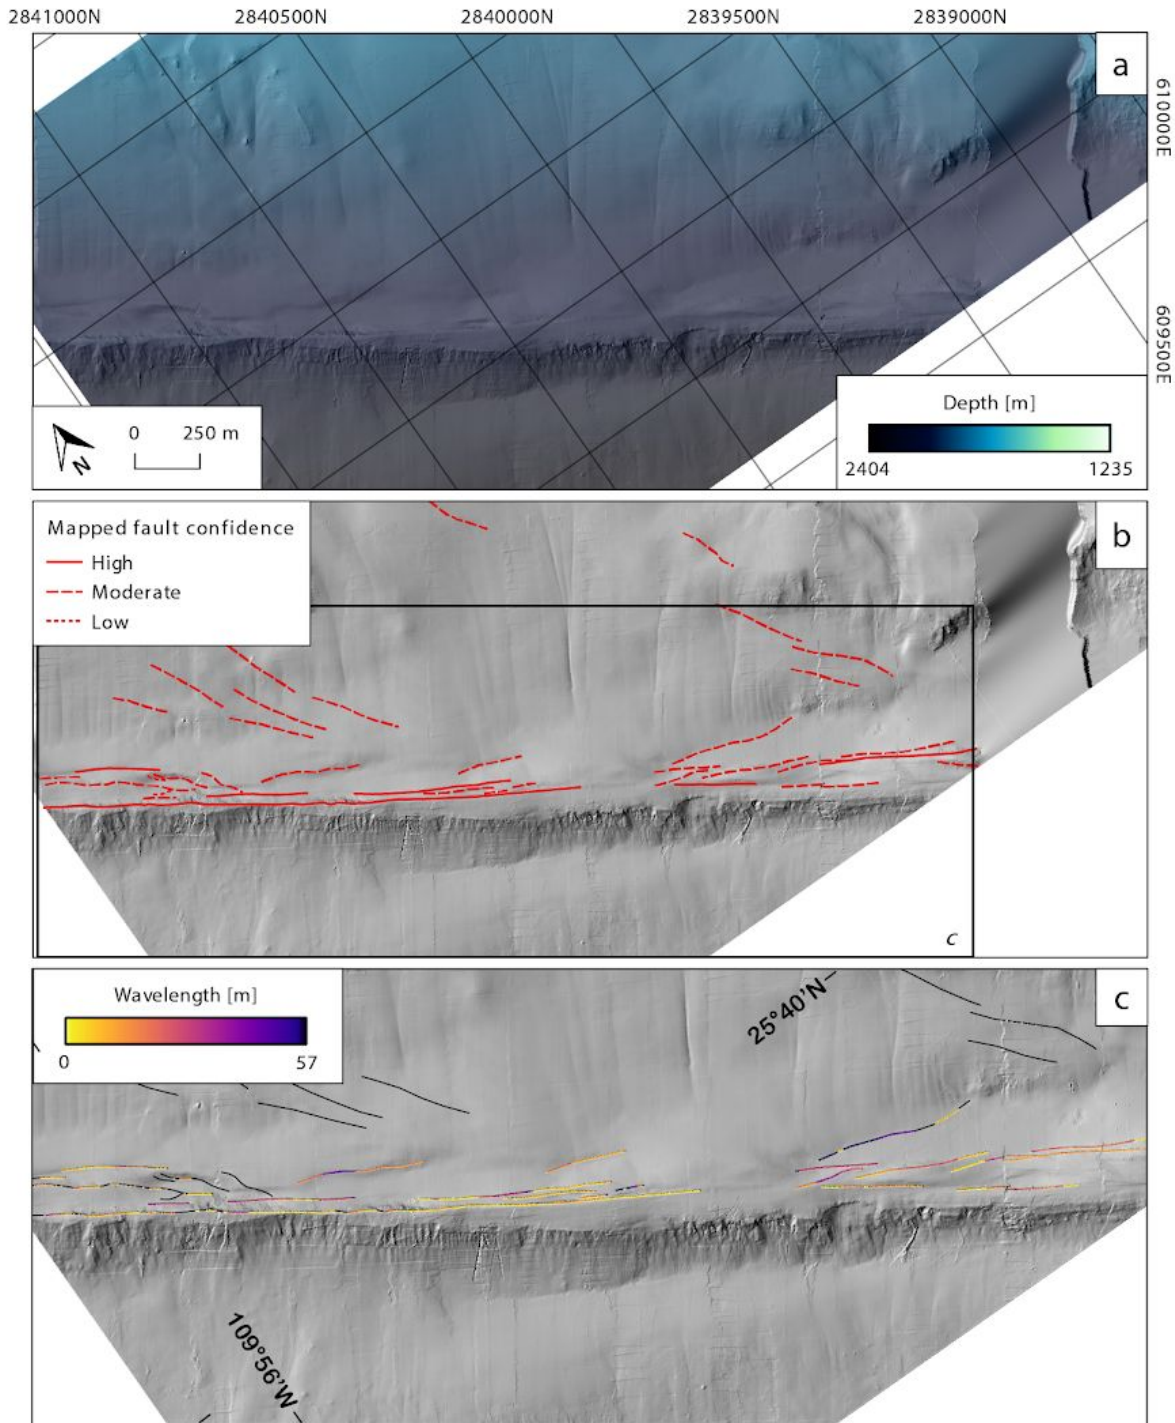 2841000N 2840500N 2840000N 2839500N 2839000N
a
610000E
609500E
N
0 250 m
Depth [m]
2404 1235
b
Mapped fault confidence
High
Moderate
Low
c
c
Wavelength [m]
0 57
25°40'N
109°56'W